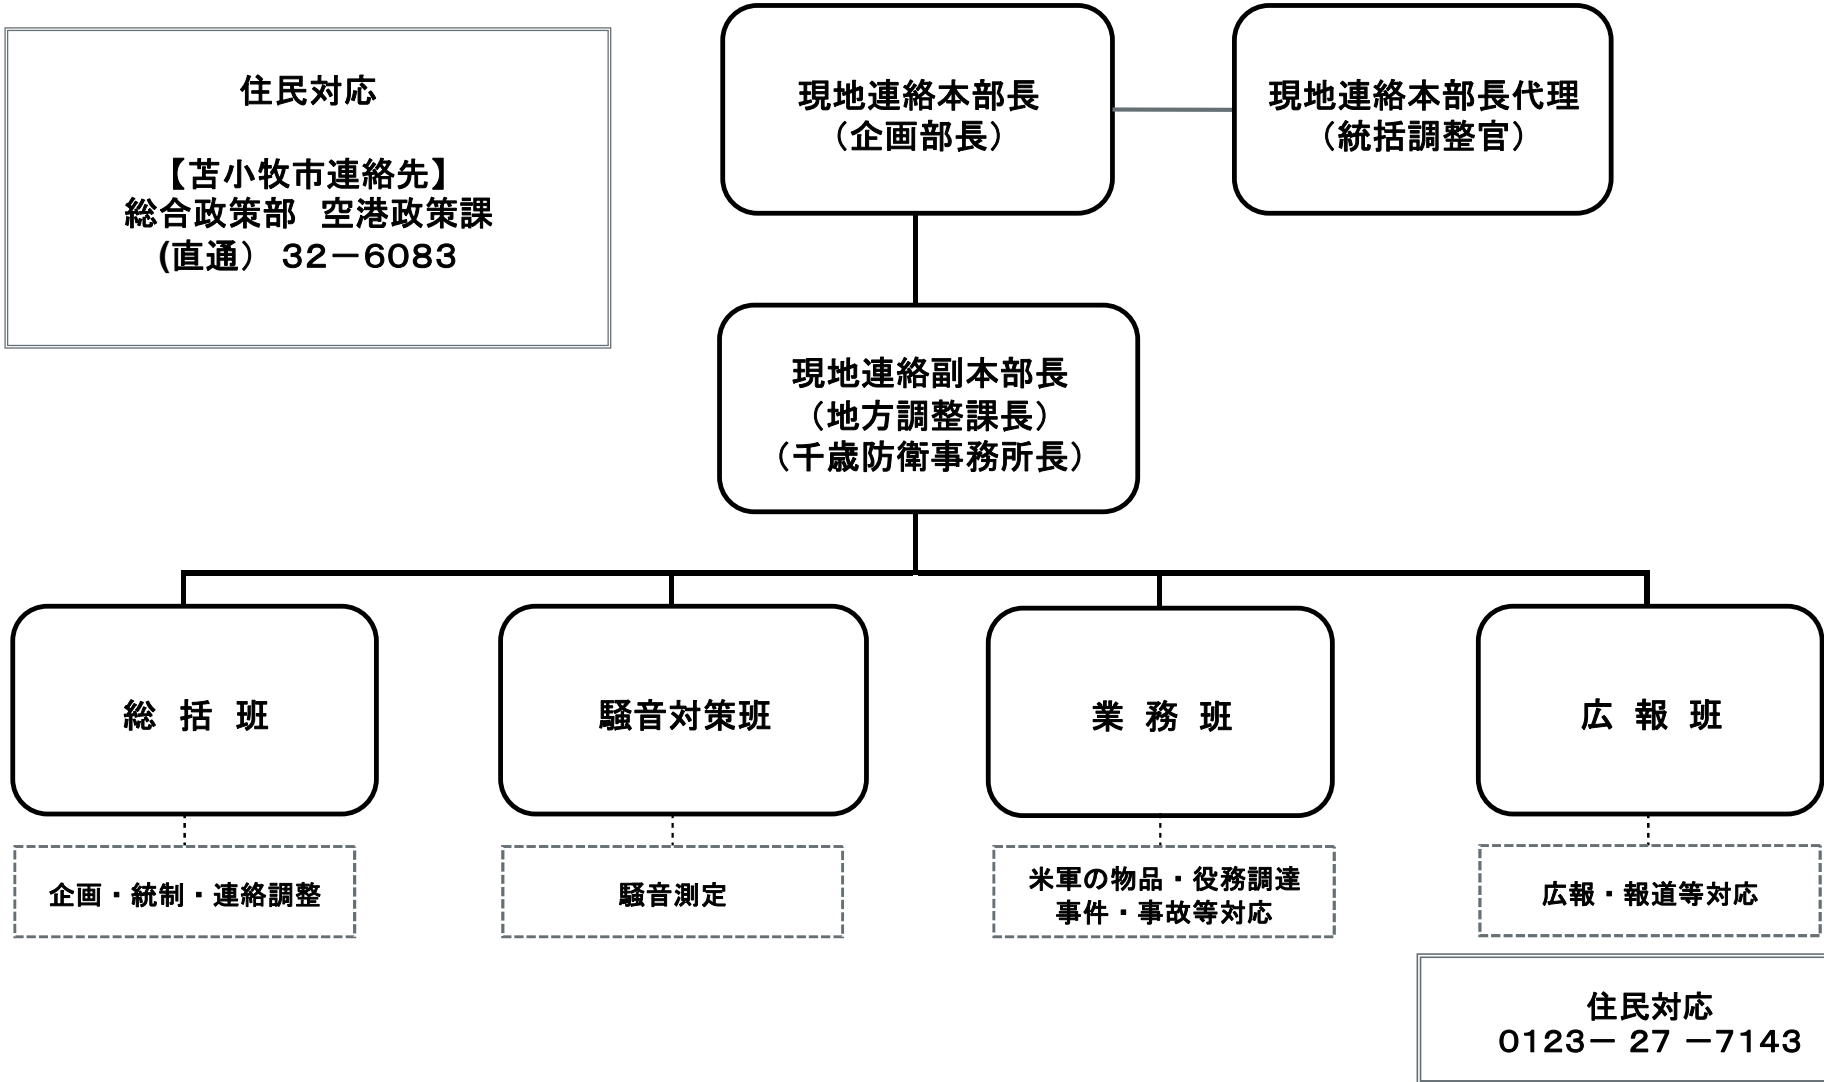 住民対応
【苫小牧市連絡先】
総合政策部　空港政策課
(直通） 32－6083
現地連絡本部長
（企画部長）
現地連絡本部長代理
（統括調整官）
現地連絡副本部長
（地方調整課長）
（千歳防衛事務所長）
総 括 班
騒音対策班
業 務 班
広 報 班
企画・統制・連絡調整
騒音測定
米軍の物品・役務調達
事件・事故等対応
広報・報道等対応
住民対応
0123－ 27 －7143